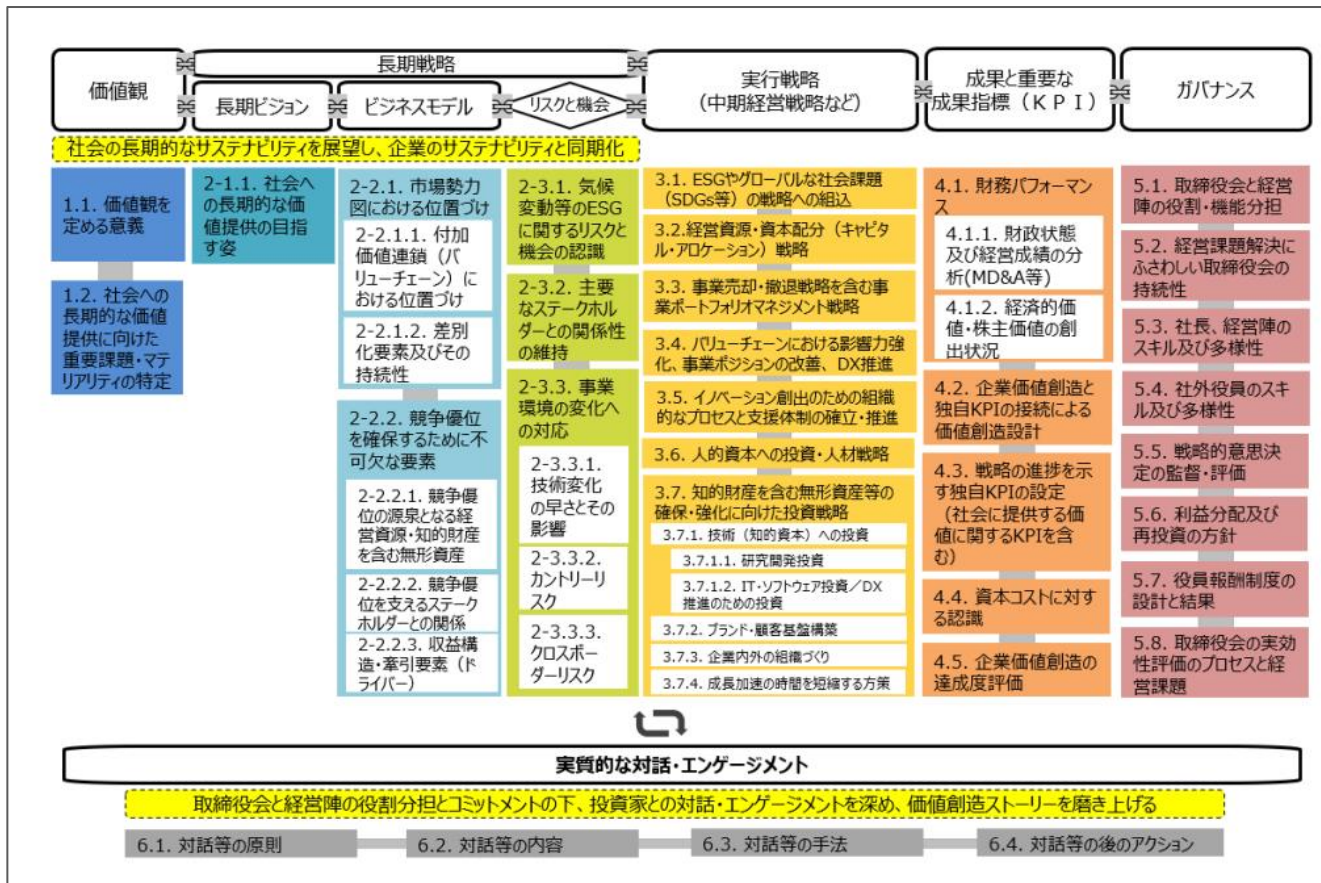 価値観
長期戦略
長期ビジョン
ビジネスモデル
リスクと機会
実行戦略
(中期経営戦略など)
成果と重要な
成果指標（ＫＰＩ）
ガバナンス
社会の長期的なサステナビリティを展望し、企業のサステナビリティと同期化
1.1. 価値観を
定める意義
1.2. 社会への
長期的な価値
提供に向けた
重要課題・マテ
リアリティの特定
2-1.1. 社会へ
の長期的な価
値提供の目指
す姿
2-2.1. 市場勢力
図における位置づけ
2-2.1.1. 付加
価値連鎖（バ
リューチェーン）に
おける位置づけ
2-2.1.2. 差別
化要素及びその
持続性
2-2.2. 競争優位
を確保するために不
可欠な要素
2-2.2.1. 競争優
位の源泉となる経
営資源・知的財産
を含む無形資産
2-2.2.2. 競争優
位を支えるステーク
ホルダーとの関係
2-2.2.3. 収益構
造・牽引要素（ド
ライバー）
2-3.1. 気候
変動等のESG
に関するリスクと
機会の認識
2-3.2. 主要
なステークホル
ダーとの関係性
の維持
2-3.3. 事業
環境の変化へ
の対応
2-3.3.1.
技術変化
の早さとその
影響
2-3.3.2.
カントリーリ
スク
2-3.3.3.
クロスボー
ダーリスク
3.1. ESGやグローバルな社会課題
（SDGs等）の戦略への組込
3.2.経営資源・資本配分（キャピタ
ル・アロケーション）戦略
3.3. 事業売却・撤退戦略を含む事
業ポートフォリオマネジメント戦略
3.4. バリューチェーンにおける影響力強
化、事業ポジションの改善、DX推進
3.5. イノベーション創出のための組織
的なプロセスと支援体制の確立・推進
3.6. 人的資本への投資・人材戦略
3.7. 知的財産を含む無形資産等の
確保・強化に向けた投資戦略
3.7.1. 技術（知的資本）への投資
3.7.1.1. 研究開発投資
3.7.1.2. IT・ソフトウェア投資／DX
推進のための投資
3.7.2. ブランド・顧客基盤構築
3.7.3. 企業内外の組織づくり
3.7.4. 成長加速の時間を短縮する方策
4.1. 財務パフォーマ
ンス
4.1.1. 財政状態
及び経営成績の分
析(MD&A等)
4.1.2. 経済的価
値・株主価値の創
出状況
4.2. 企業価値創造と
独自KPIの接続による
価値創造設計
4.3. 戦略の進捗を示
す独自KPIの設定
（社会に提供する価
値に関するKPIを含
む）
4.4. 資本コストに対す
る認識
4.5. 企業価値創造の
達成度評価
5.1. 取締役会と経営
陣の役割・機能分担
5.2. 経営課題解決に
ふさわしい取締役会の
持続性
5.3. 社長、経営陣の
スキル及び多様性
5.4. 社外役員のスキ
ル及び多様性
5.5. 戦略的意思決
定の監督・評価
5.6. 利益分配及び
再投資の方針
5.7. 役員報酬制度の
設計と結果
5.8. 取締役会の実効
性評価のプロセスと経
営課題
実質的な対話・エンゲージメント
取締役会と経営陣の役割分担とコミットメントの下、投資家との対話・エンゲージメントを深め、価値創造ストーリーを磨き上げる
6.1. 対話等の原則
6.2. 対話等の内容
6.3. 対話等の手法
6.4. 対話等の後のアクション